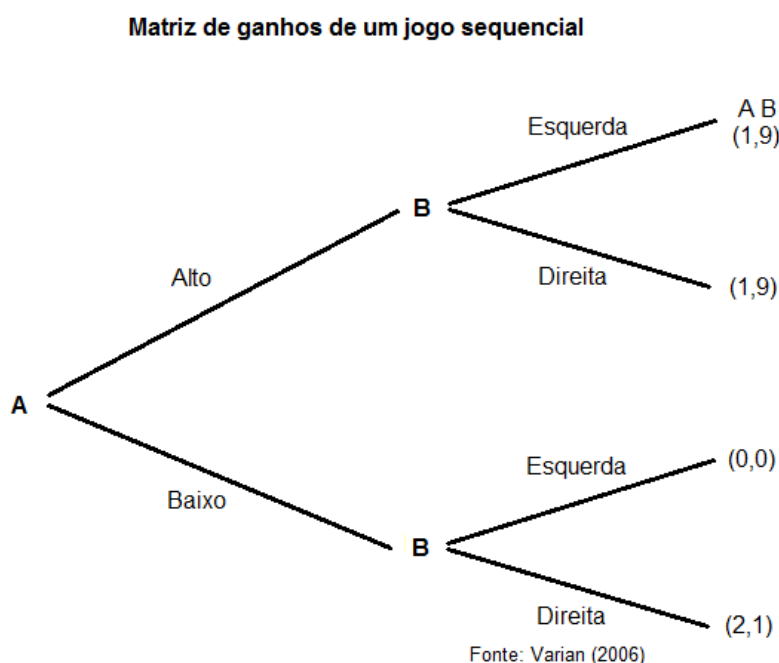 Matriz de ganhos de um jogo sequencial
A B
Esquerda
(1,9)
B
Alto
Direita
(1,9)
A
Esquerda
(0,0)
Baixo
B
Direita
(2,1)
Fonte: Varian (2006)